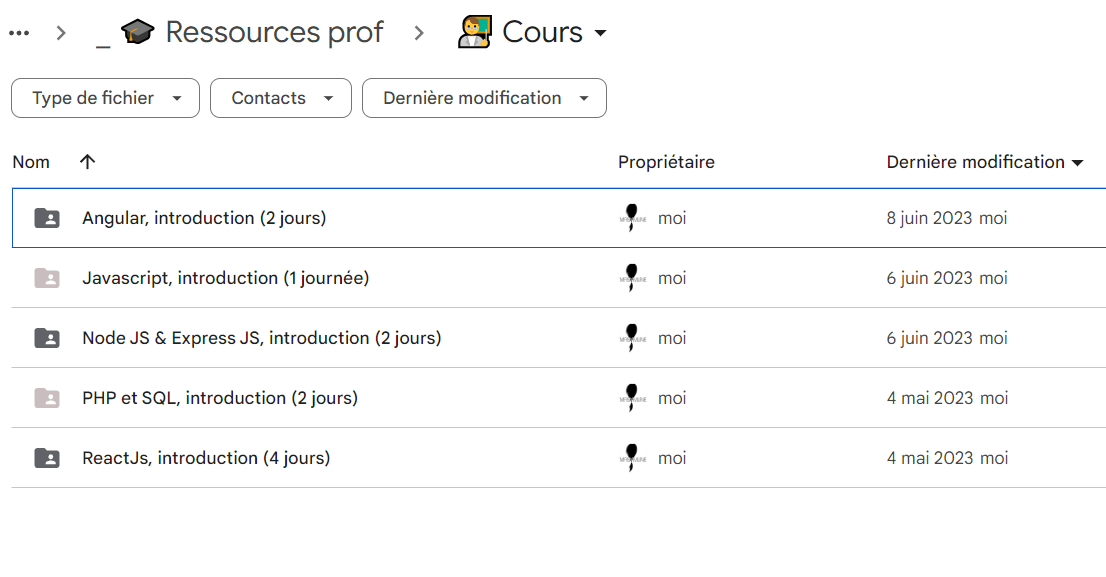 ... > _ 🎓 Ressources prof > 🧑‍🏫 Cours
Type de fichier Contacts Dernière modification
Nom Propriétaire Dernière modification
Angular, introduction (2 jours) moi 8 juin 2023 moi
Javascript, introduction (1 journée) moi 6 juin 2023 moi
Node JS & Express JS, introduction (2 jours) moi 6 juin 2023 moi
PHP et SQL, introduction (2 jours) moi 4 mai 2023 moi
ReactJs, introduction (4 jours) moi 4 mai 2023 moi